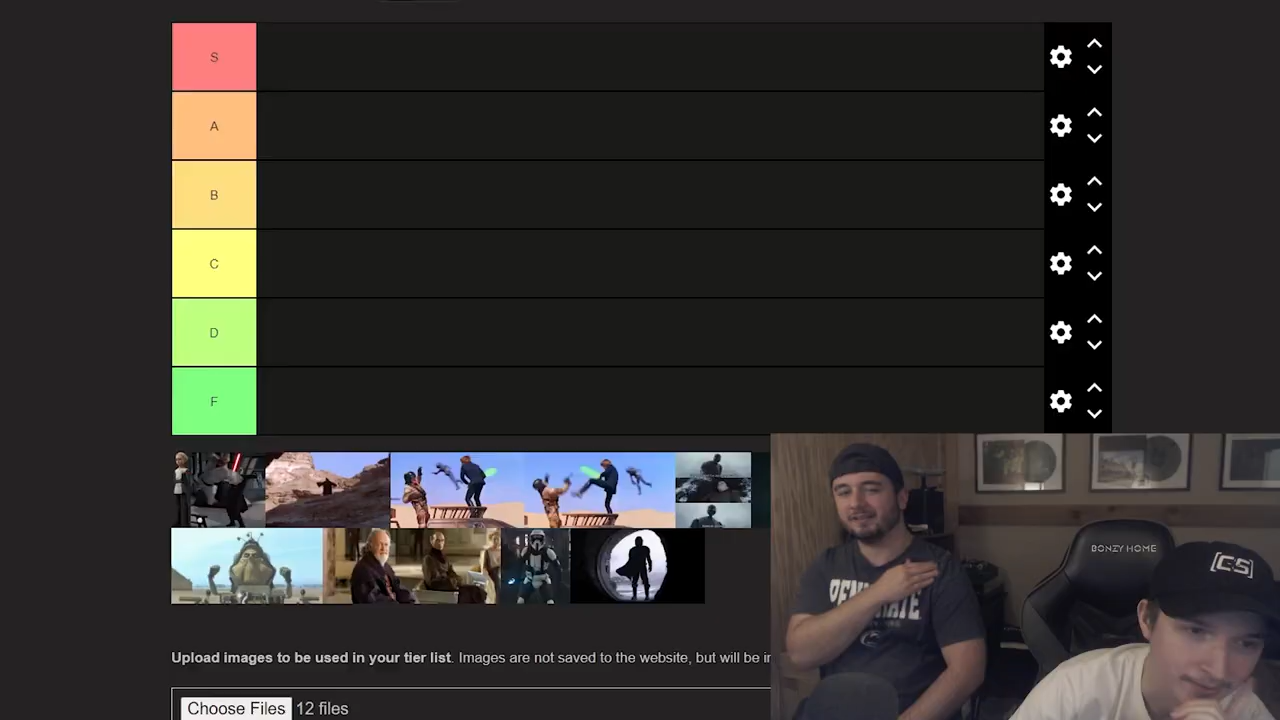 S
A
B
C
D
F
Upload images to be used in your tier list. Images are not saved to the website, but will be
Choose Files 12 files
BONZY HOME
CS